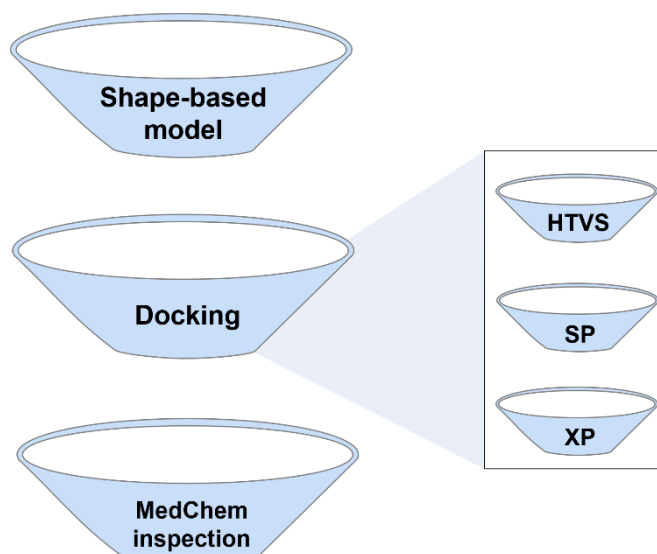 Shape-based
model
Docking
MedChem
inspection
HTVS
SP
XP